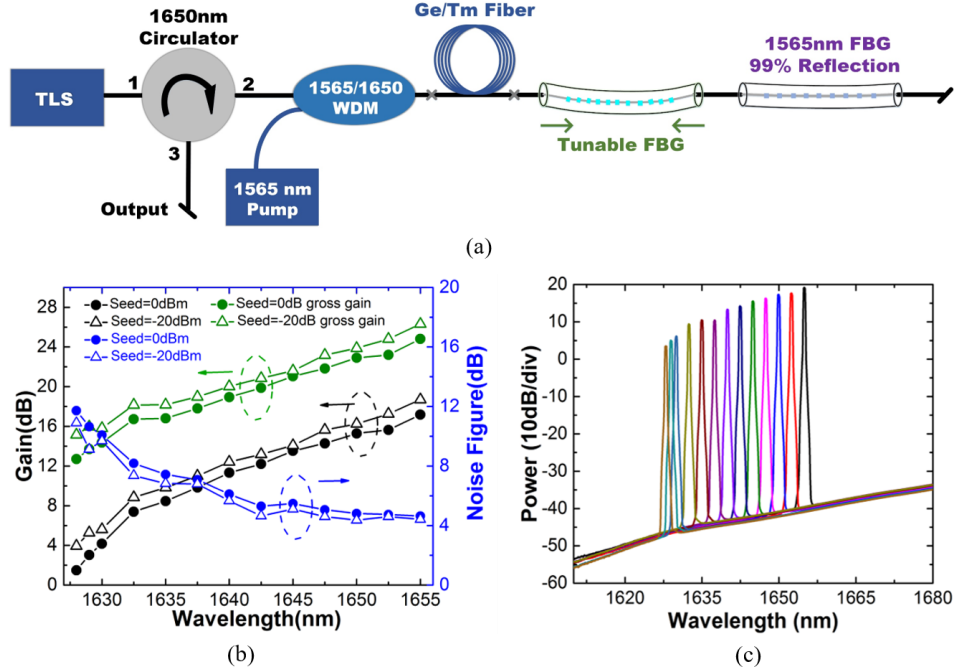 1650nm
Circulator
Ge/Tm Fiber
1565nm FBG
99% Reflection
TLS
1
2
3
1565/1650
WDM
Tunable FBG
1565 nm
Pump
Output
(a)
28
24
20
16
12
8
4
0
Gain(dB)
Seed=0dBm
Seed=-20dBm
Seed=0dBm
Seed=-20dBm
Seed=0dB gross gain
Seed=-20dB gross gain
20
16
12
8
4
0
Noise Figure(dB)
1630 1635 1640 1645 1650 1655
Wavelength(nm)
(b)
20
10
0
-10
-20
-30
-40
-50
-60
Power (10dB/div)
1620 1635 1650 1665 1680
Wavelength (nm)
(c)